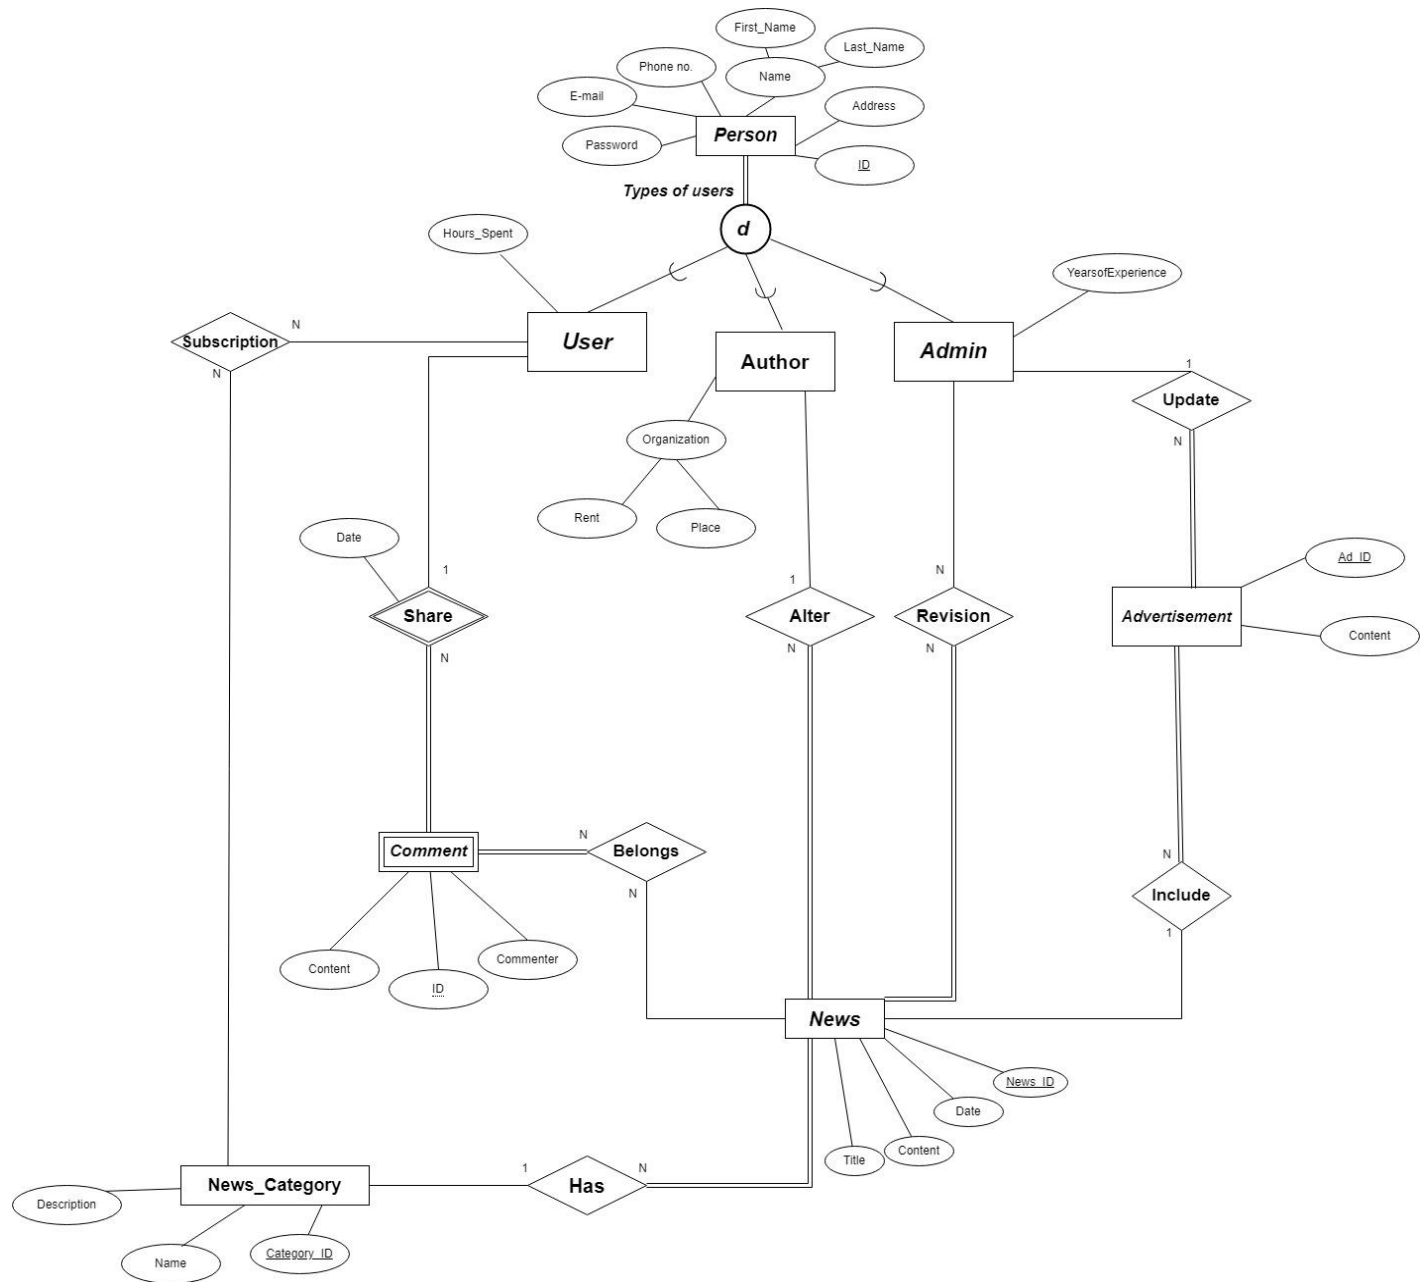 First_Name
Last_Name
Phone no.
Name
E-mail
Address
Person
Password
ID
Types of users
d
Hours_Spent
YearsofExperience
N
Subscription
User
Author
Admin
1
Update
N
N
Organization
Rent
Place
Date
1
1
N
Share
Alter
Revision
Advertisement
Ad_ID
Content
N
N
N
N
Comment
Belongs
N
N
Include
1
Content
ID
Commenter
News
News_ID
Date
Title
Content
News_Category
1
Has
N
Description
Name
Category_ID